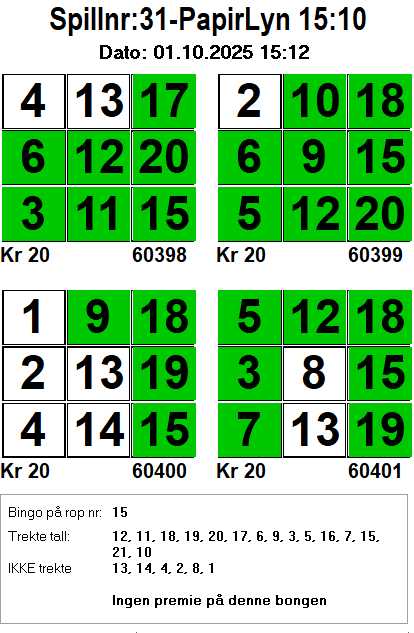 Spillnr:31-PapirLyn 15:10
Dato: 01.10.2025 15:12
4 13 17
6 12 20
3 11 15
Kr 20 60398
2 10 18
6 9 15
5 12 20
Kr 20 60399
1 9 18
2 13 19
4 14 15
Kr 20 60400
5 12 18
3 8 15
7 13 19
Kr 20 60401
Bingo på rop nr: 15
Trekte tall: 12, 11, 18, 19, 20, 17, 6, 9, 3, 5, 16, 7, 15,
21, 10
IKKE trekte 13, 14, 4, 2, 8, 1
Ingen premie på denne bongen